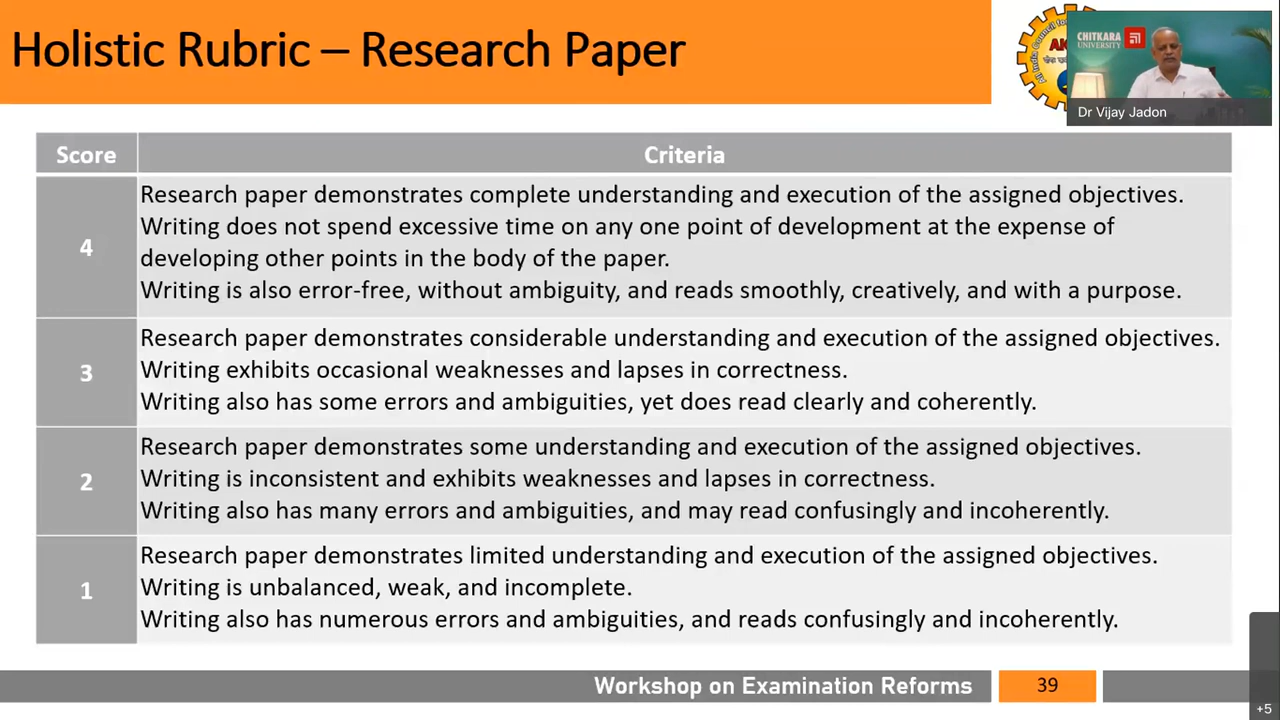 Holistic Rubric – Research Paper
CHITKARA
UNIVERSITY
Dr Vijay Jadon
Score
Criteria
4
Research paper demonstrates complete understanding and execution of the assigned objectives.
Writing does not spend excessive time on any one point of development at the expense of
developing other points in the body of the paper.
Writing is also error-free, without ambiguity, and reads smoothly, creatively, and with a purpose.
3
Research paper demonstrates considerable understanding and execution of the assigned objectives.
Writing exhibits occasional weaknesses and lapses in correctness.
Writing also has some errors and ambiguities, yet does read clearly and coherently.
2
Research paper demonstrates some understanding and execution of the assigned objectives.
Writing is inconsistent and exhibits weaknesses and lapses in correctness.
Writing also has many errors and ambiguities, and may read confusingly and incoherently.
1
Research paper demonstrates limited understanding and execution of the assigned objectives.
Writing is unbalanced, weak, and incomplete.
Writing also has numerous errors and ambiguities, and reads confusingly and incoherently.
Workshop on Examination Reforms
39
+5